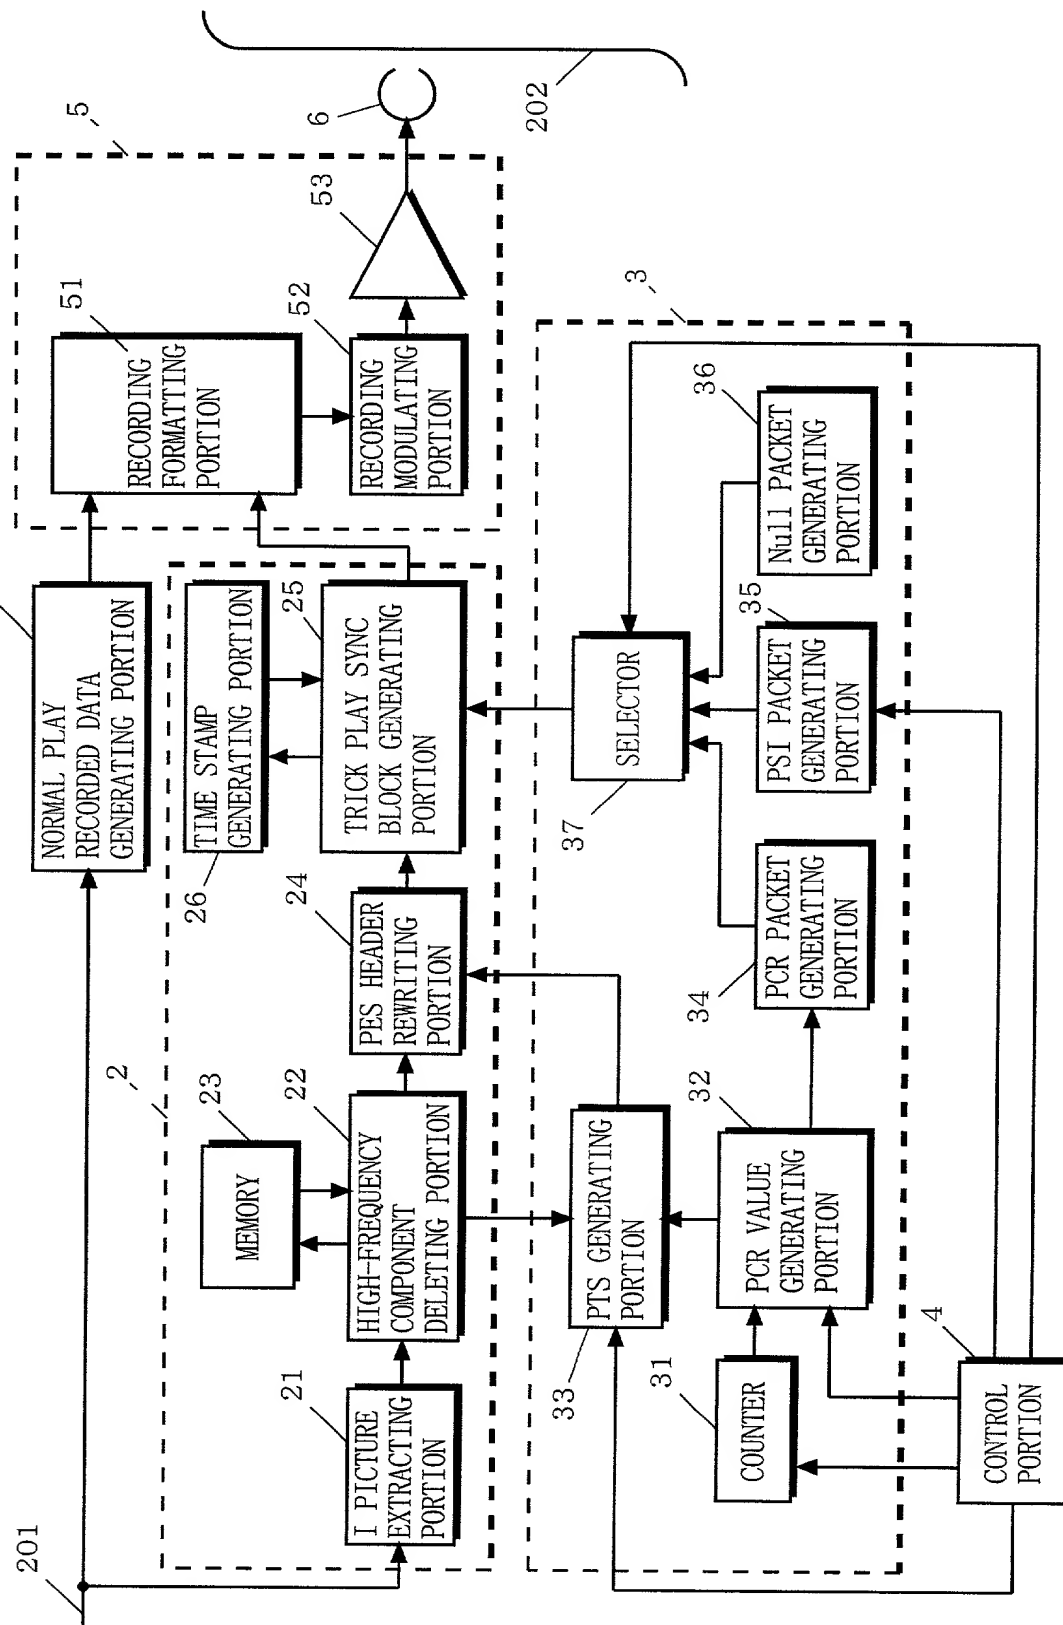 201
NORMAL PLAY
RECORDED DATA
GENERATING PORTION
2
21
I PICTURE
EXTRACTING
PORTION
22
HIGH-FREQUENCY
COMPONENT
DELETING PORTION
23
MEMORY
24
PES HEADER
REWRITING
PORTION
25
TRICK PLAY SYNC
BLOCK GENERATING
PORTION
26
TIME STAMP
GENERATING PORTION
5
51
RECORDING
FORMATTING
PORTION
52
RECORDING
MODULATING
PORTION
53
6
202
3
33
PTS GENERATING
PORTION
31
COUNTER
32
PCR VALUE
GENERATING
PORTION
34
PCR PACKET
GENERATING
PORTION
35
PSI PACKET
GENERATING
PORTION
36
Null PACKET
GENERATING
PORTION
37
SELECTOR
4
CONTROL
PORTION